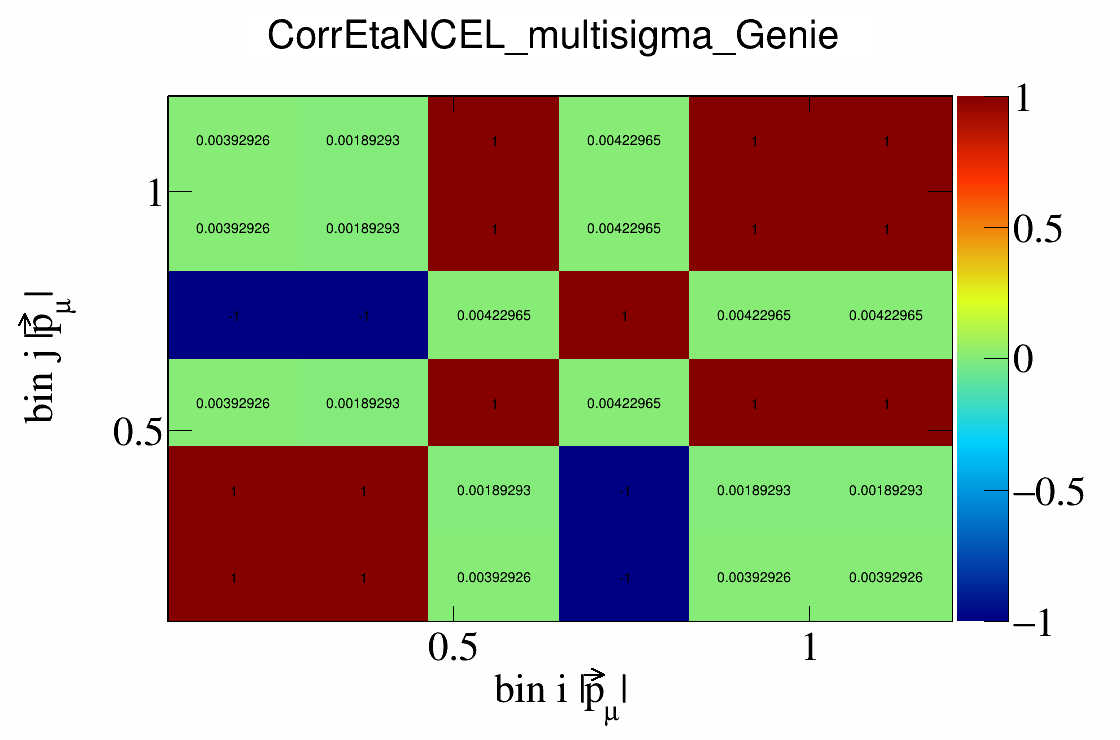 CorrEtaNCEL_multisigma_Genie
0.00392926 0.00189293 1 0.00422965 1 1
0.00392926 0.00189293 1 0.00422965 1 1
-1 -1 0.00422965 1 0.00422965 0.00422965
0.00392926 0.00189293 1 0.00422965 1 1
1 1 0.00189293 -1 0.00189293 0.00189293
1 1 0.00392926 -1 0.00392926 0.00392926
1
0.5
bin j |p⃗μ|
0.5 1
bin i |p⃗μ|
1
0.5
0
−0.5
−1